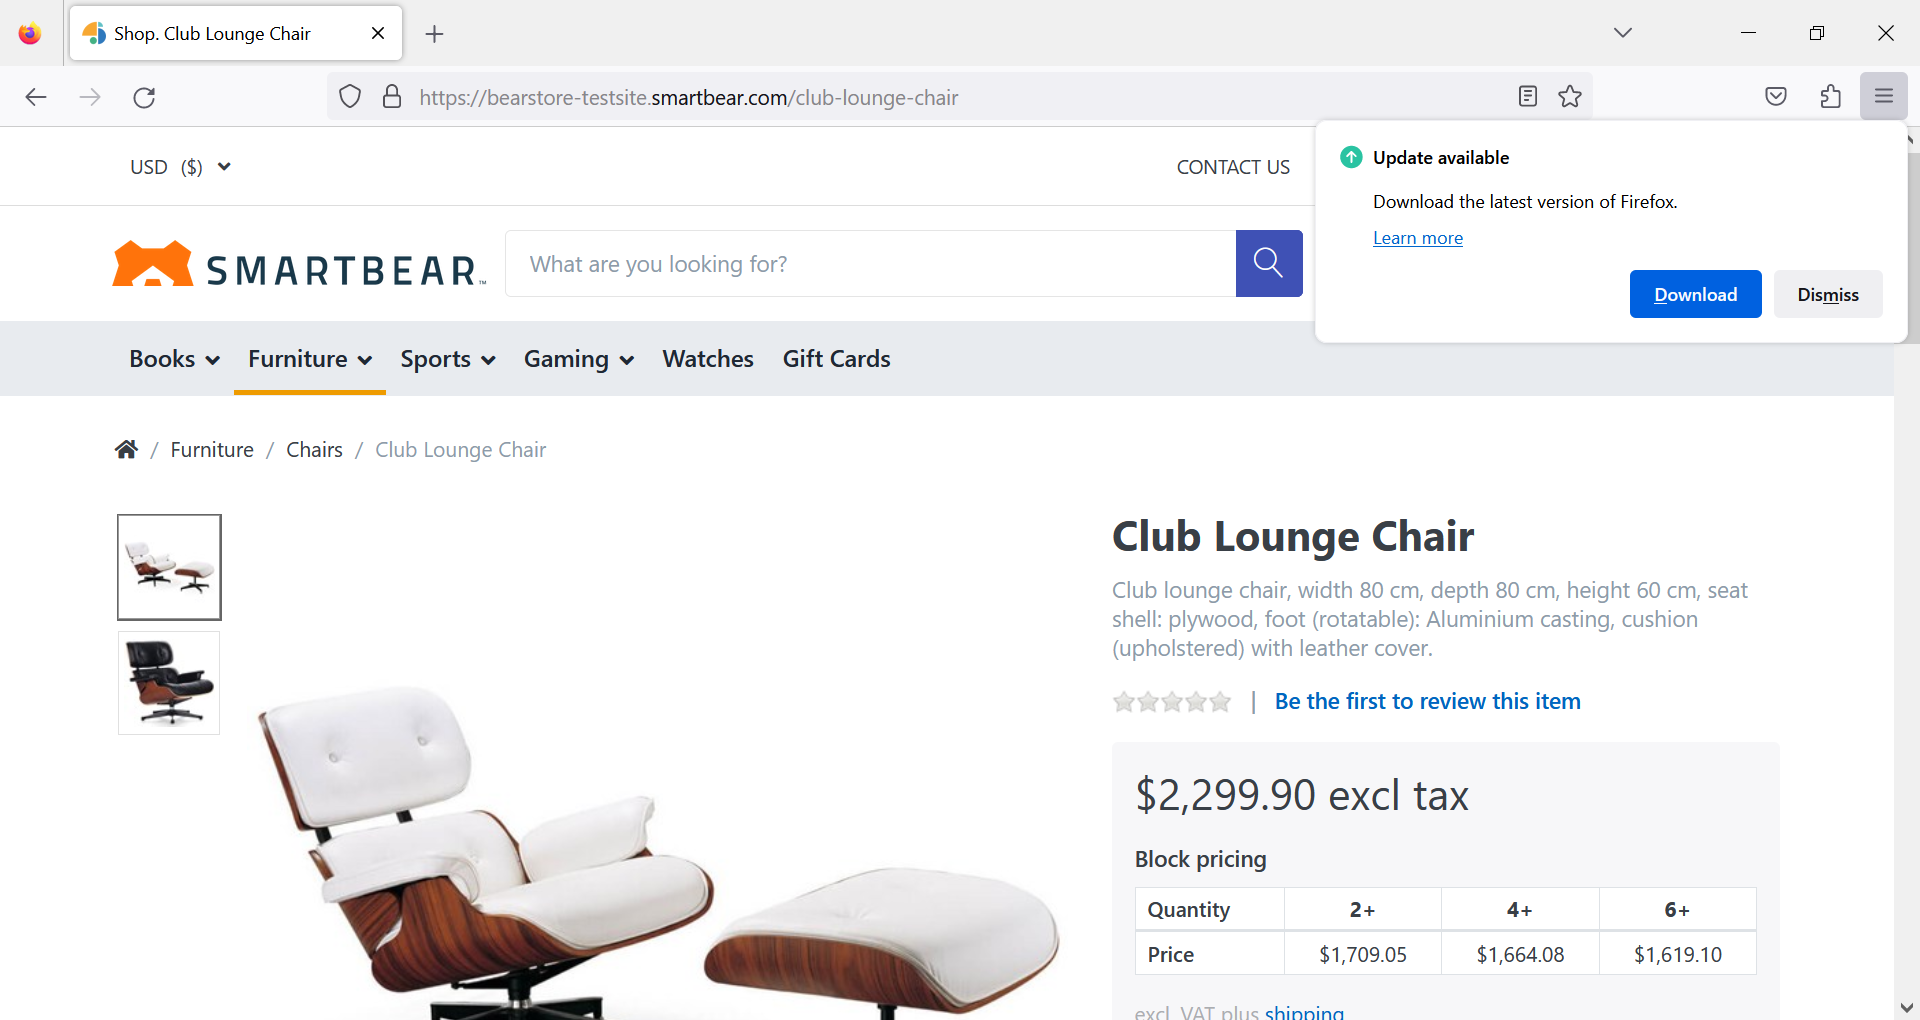 Shop. Club Lounge Chair
https://bearstore-testsite.smartbear.com/club-lounge-chair
Update available
Download the latest version of Firefox.
Learn more
Download
Dismiss
USD ($)
CONTACT US
SMARTBEAR™
What are you looking for?
Books
Furniture
Sports
Gaming
Watches
Gift Cards
/ Furniture / Chairs / Club Lounge Chair
Club Lounge Chair
Club lounge chair, width 80 cm, depth 80 cm, height 60 cm, seat
shell: plywood, foot (rotatable): Aluminium casting, cushion
(upholstered) with leather cover.
| Be the first to review this item
$2,299.90 excl tax
Block pricing
Quantity 2+ 4+ 6+
Price $1,709.05 $1,664.08 $1,619.10
excl. VAT plus shipping